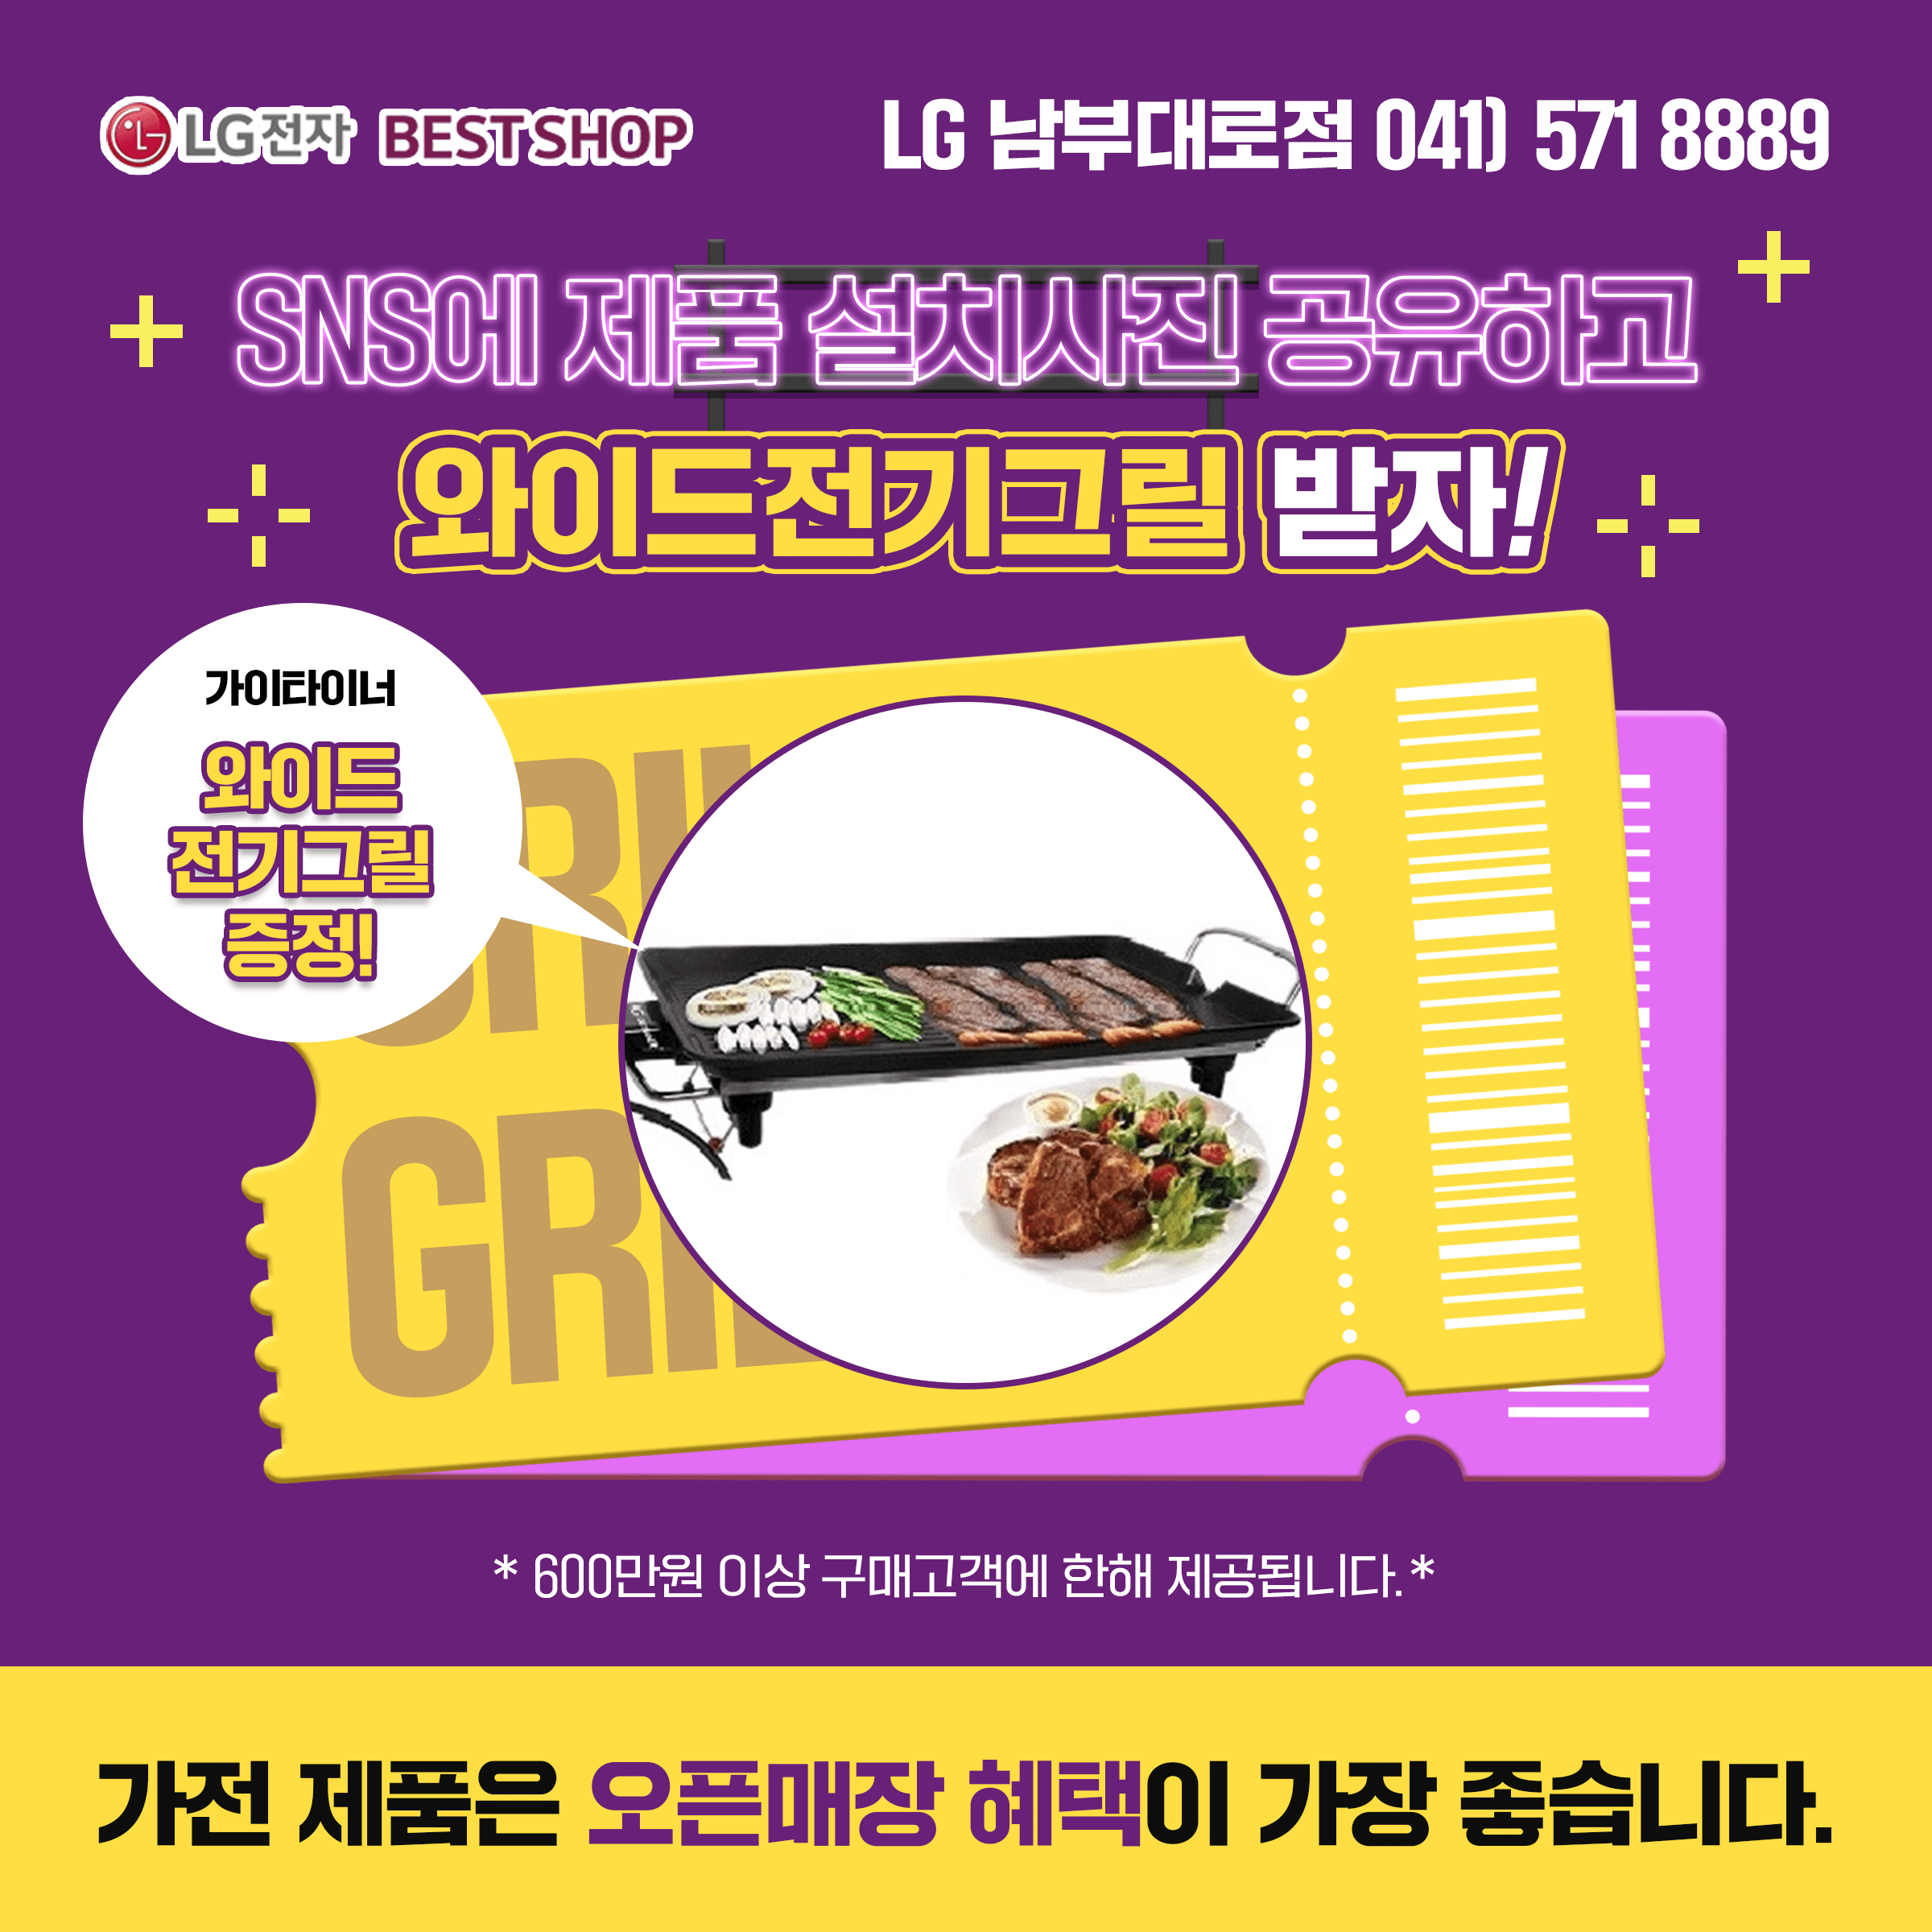 LG전자 BEST SHOP
LG 남부대로점 041) 571 8889
SNS에 제품 설치사진 공유하고
와이드전기그릴 받자!
가이타이너
와이드
전기그릴
증정!
GRILL
GRILL
* 600만원 이상 구매고객에 한해 제공됩니다. *
가전 제품은 오픈매장 혜택이 가장 좋습니다.